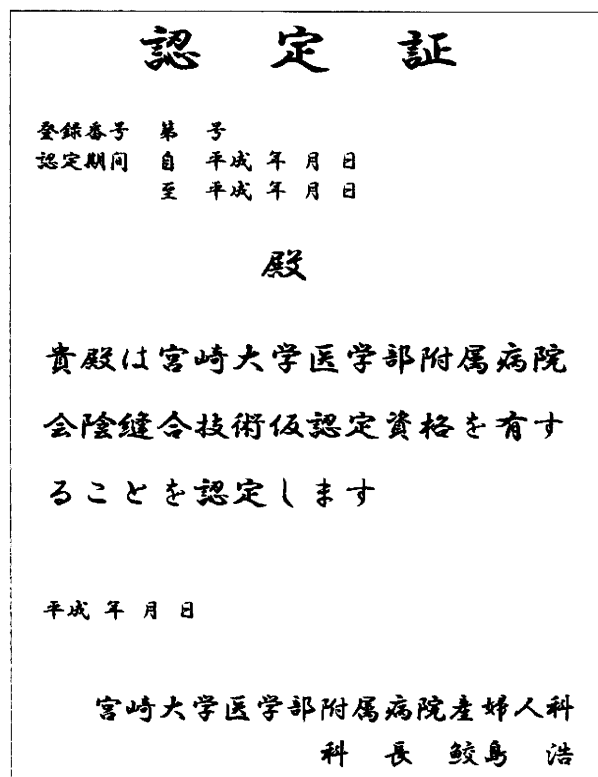 認定証
登録番号 第 号
認定期间 自 平成 年 月 日
至 平成 年 月 日
殿
貴殿は宮崎大学医学部附属病院
会陰縫合技術仮認定資格を有す
ることを認定します
平成 年 月 日
宮崎大学医学部附属病院産婦人科
科 長 鮫島 浩